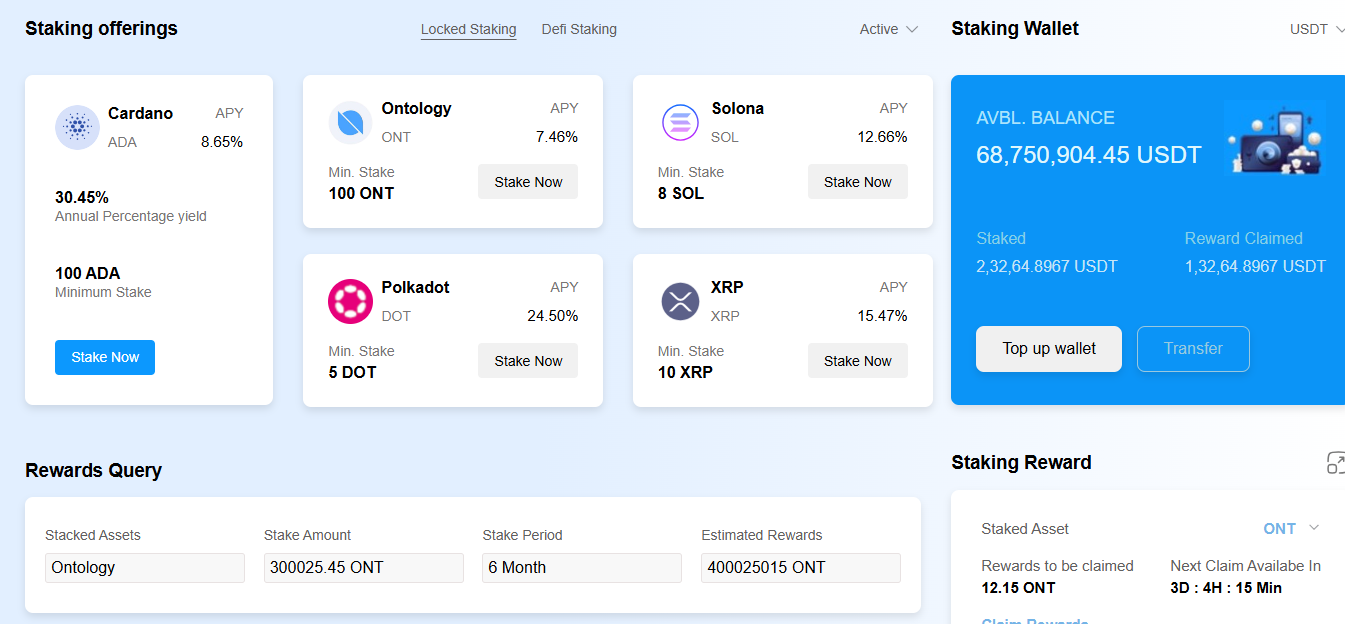 Staking offerings
Locked Staking
Defi Staking
Active
Staking Wallet
USDT
Cardano
ADA
APY
8.65%
30.45%
Annual Percentage yield
100 ADA
Minimum Stake
Stake Now
Ontology
ONT
APY
7.46%
Min. Stake
100 ONT
Stake Now
Solona
SOL
APY
12.66%
Min. Stake
8 SOL
Stake Now
Polkadot
DOT
APY
24.50%
Min. Stake
5 DOT
Stake Now
XRP
XRP
APY
15.47%
Min. Stake
10 XRP
Stake Now
AVBL. BALANCE
68,750,904.45 USDT
Staked
2,32,64.8967 USDT
Reward Claimed
1,32,64.8967 USDT
Top up wallet
Transfer
Rewards Query
Stacked Assets
Ontology
Stake Amount
300025.45 ONT
Stake Period
6 Month
Estimated Rewards
400025015 ONT
Staking Reward
Staked Asset
ONT
Rewards to be claimed
12.15 ONT
Next Claim Availabe In
3D : 4H : 15 Min
Claim Rewards